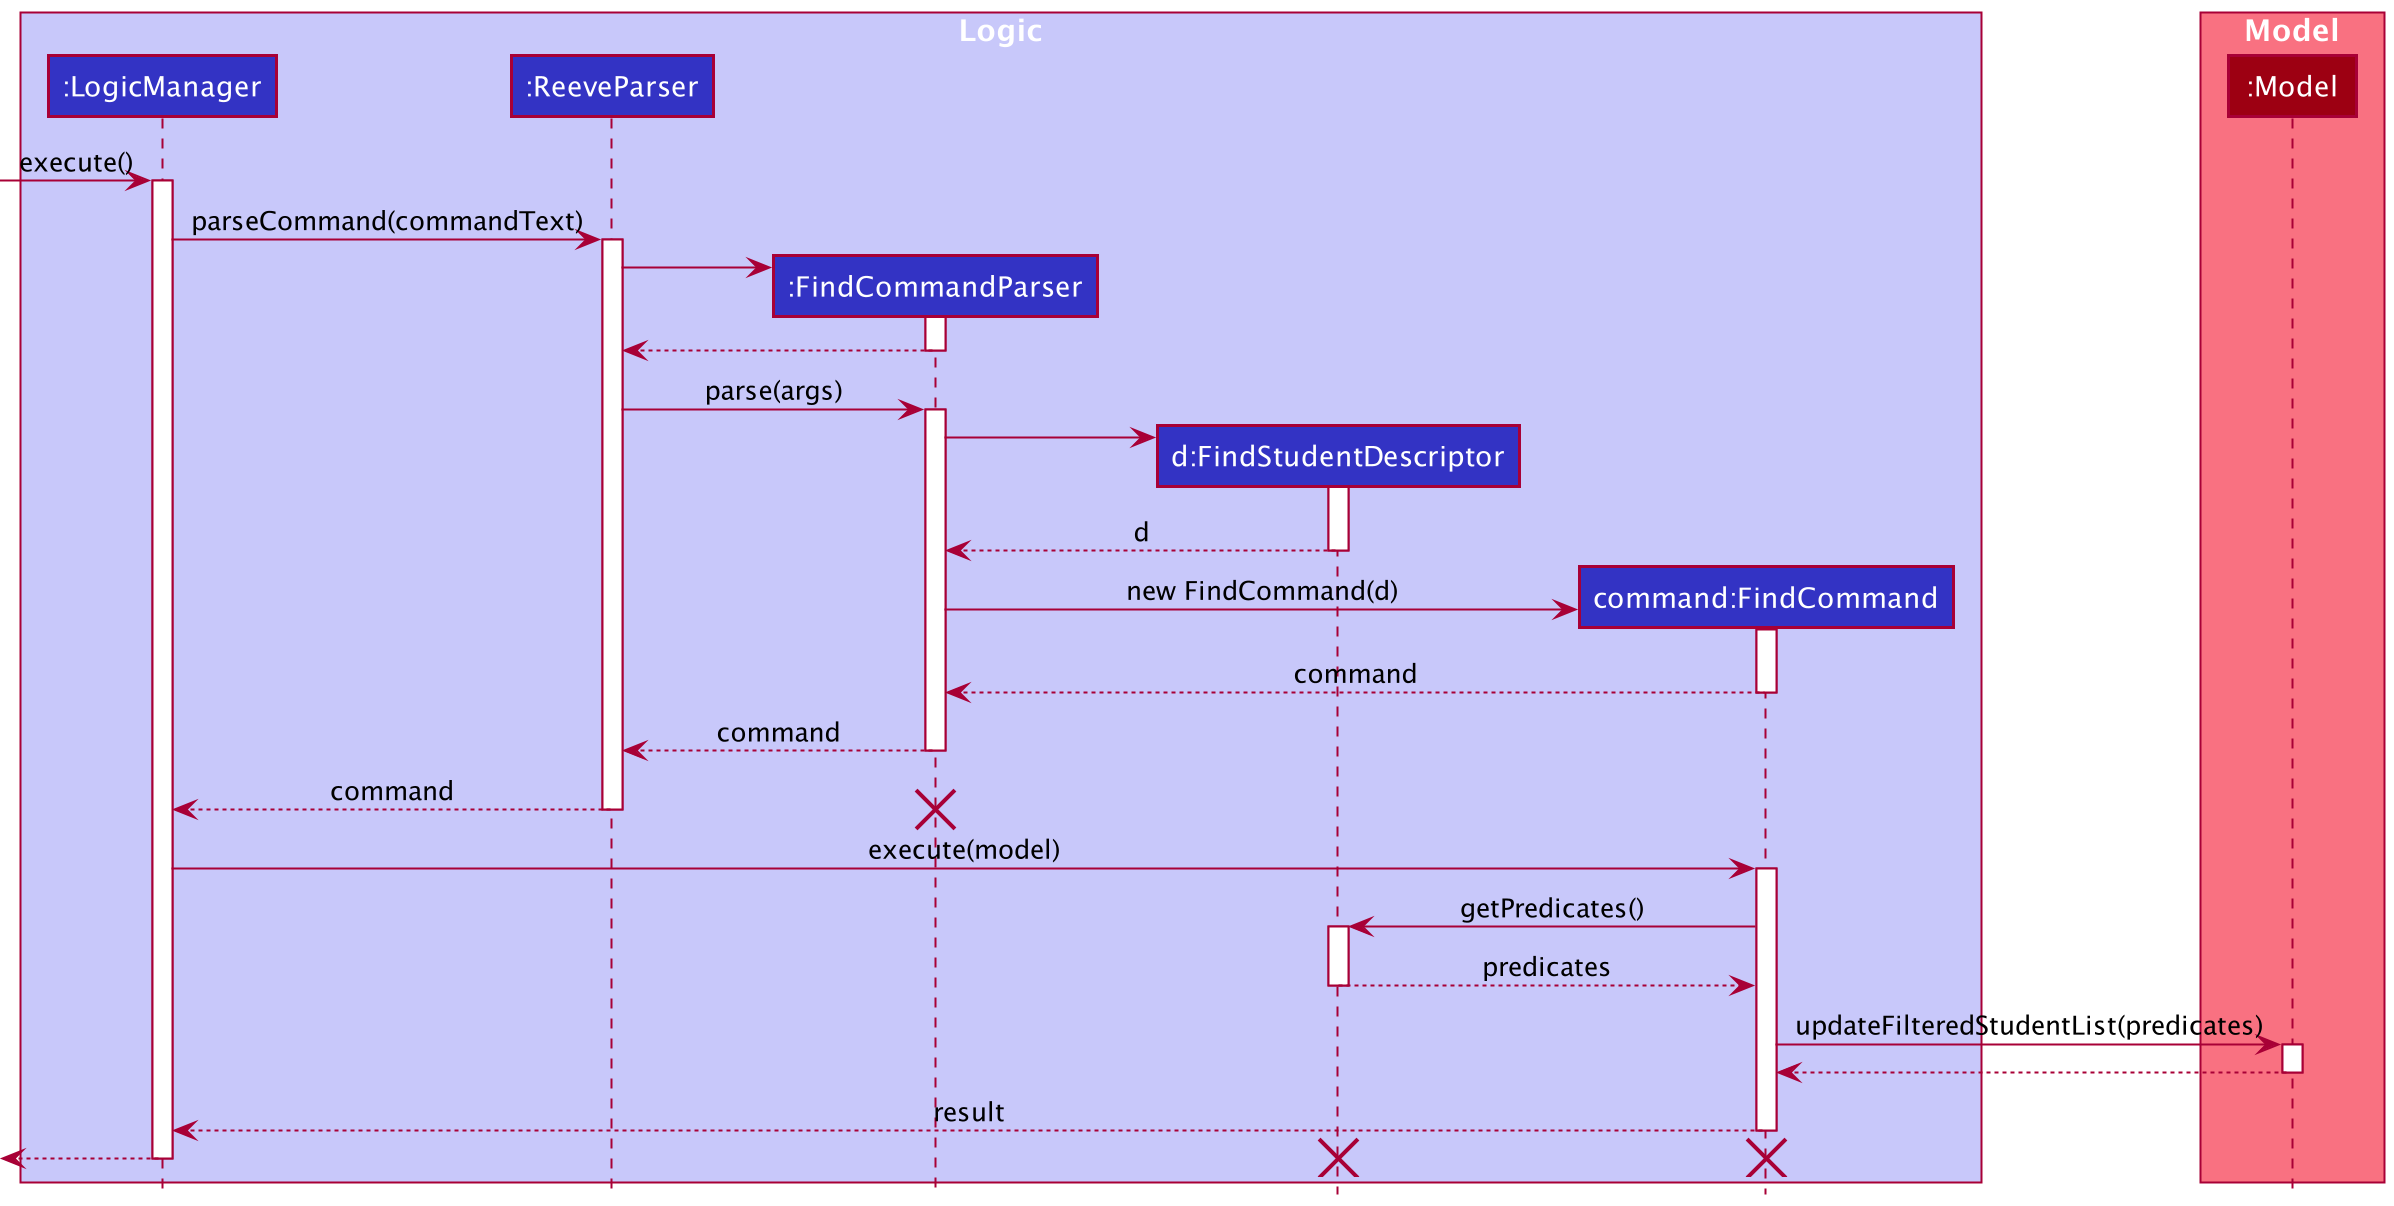 Logic
Model
:LogicManager
:ReeveParser
:Model
execute()
parseCommand(commandText)
:FindCommandParser
parse(args)
d:FindStudentDescriptor
d
new FindCommand(d)
command:FindCommand
command
command
command
execute(model)
getPredicates()
predicates
updateFilteredStudentList(predicates)
result